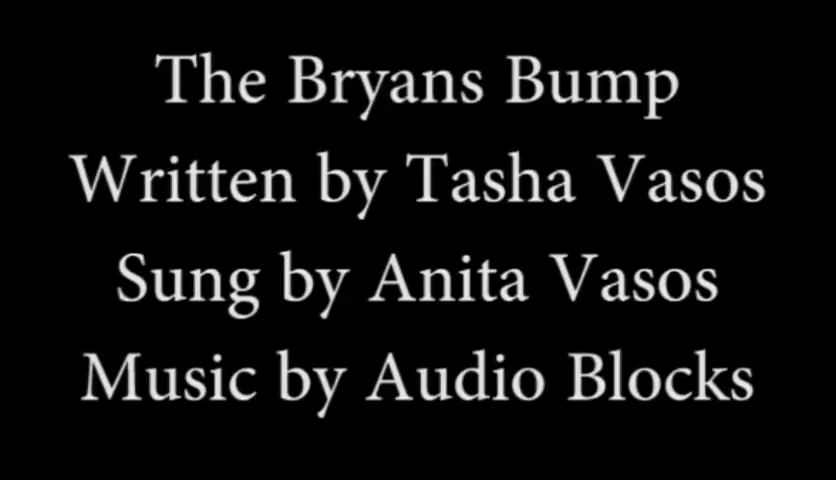 The Bryans Bump
Written by Tasha Vasos
Sung by Anita Vasos
Music by Audio Blocks